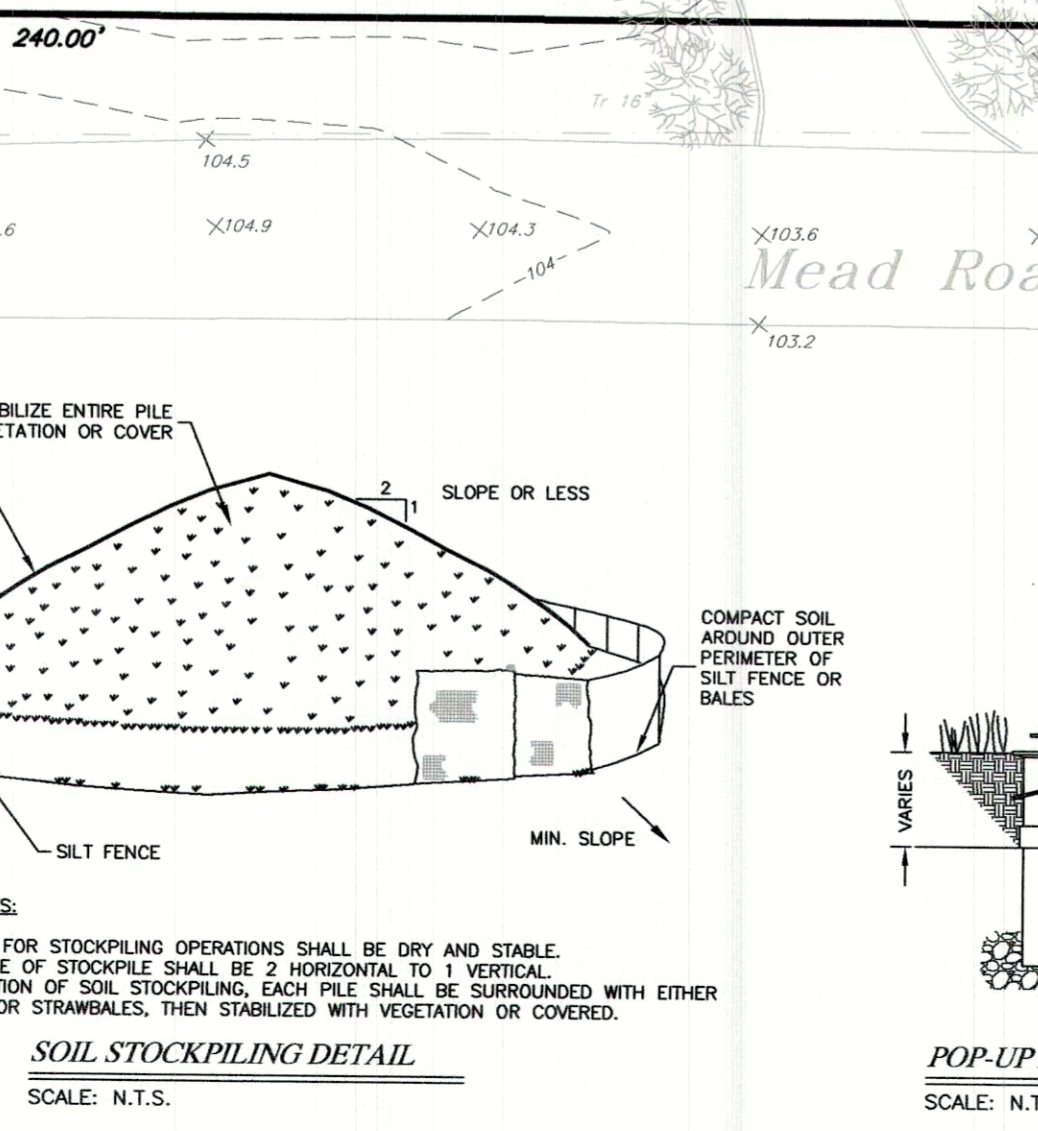 240.00'
Tr 16"
104.5
.6
104.9
104.3
103.6
104
Mead Roa
103.2
BILIZE ENTIRE PILE
ETATION OR COVER
2
1
SLOPE OR LESS
COMPACT SOIL
AROUND OUTER
PERIMETER OF
SILT FENCE OR
BALES
VARIES
MIN. SLOPE
SILT FENCE
S:
FOR STOCKPILING OPERATIONS SHALL BE DRY AND STABLE.
E OF STOCKPILE SHALL BE 2 HORIZONTAL TO 1 VERTICAL.
TION OF SOIL STOCKPILING, EACH PILE SHALL BE SURROUNDED WITH EITHER
OR STRAWBALES, THEN STABILIZED WITH VEGETATION OR COVERED.
SOIL STOCKPILING DETAIL
SCALE: N.T.S.
POP-UP
SCALE: N.T